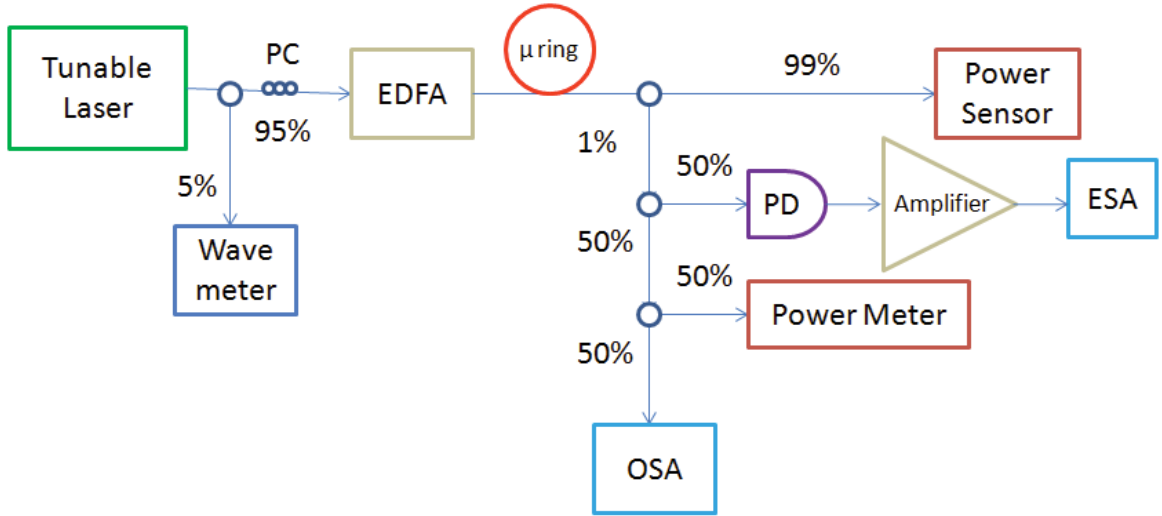 Tunable
Laser
PC
95%
5%
Wave
meter
EDFA
μ ring
99%
Power
Sensor
1%
50%
PD
Amplifier
ESA
50%
50%
Power Meter
50%
OSA